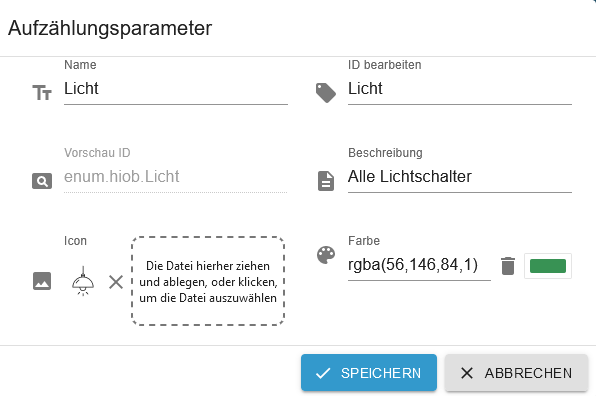 Aufzählungsparameter
Name
Licht
ID bearbeiten
Licht
Vorschau ID
enum.hiob.Licht
Beschreibung
Alle Lichtschalter
Icon
Die Datei hierher ziehen
und ablegen, oder klicken,
um die Datei auszuwählen
Farbe
rgba(56,146,84,1)
SPEICHERN
ABBRECHEN